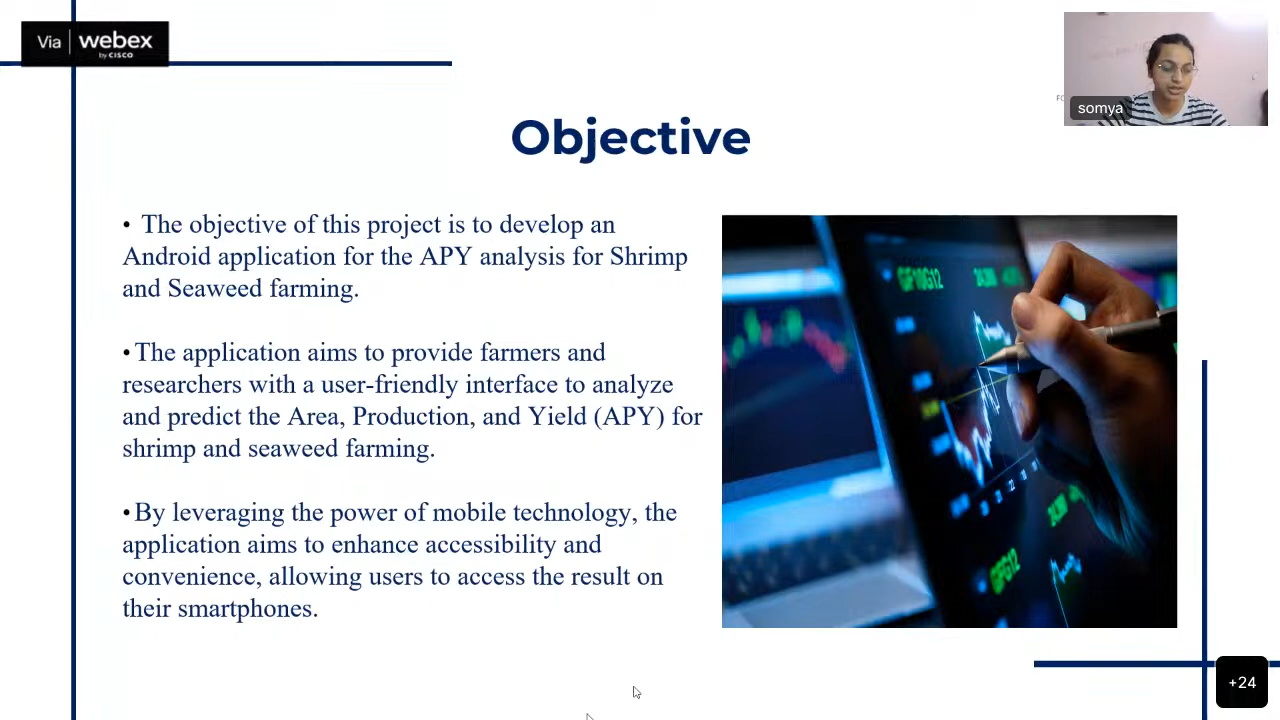 Via webex
by CISCO
somya
Objective
• The objective of this project is to develop an
Android application for the APY analysis for Shrimp
and Seaweed farming.
• The application aims to provide farmers and
researchers with a user-friendly interface to analyze
and predict the Area, Production, and Yield (APY) for
shrimp and seaweed farming.
• By leveraging the power of mobile technology, the
application aims to enhance accessibility and
convenience, allowing users to access the result on
their smartphones.
+24